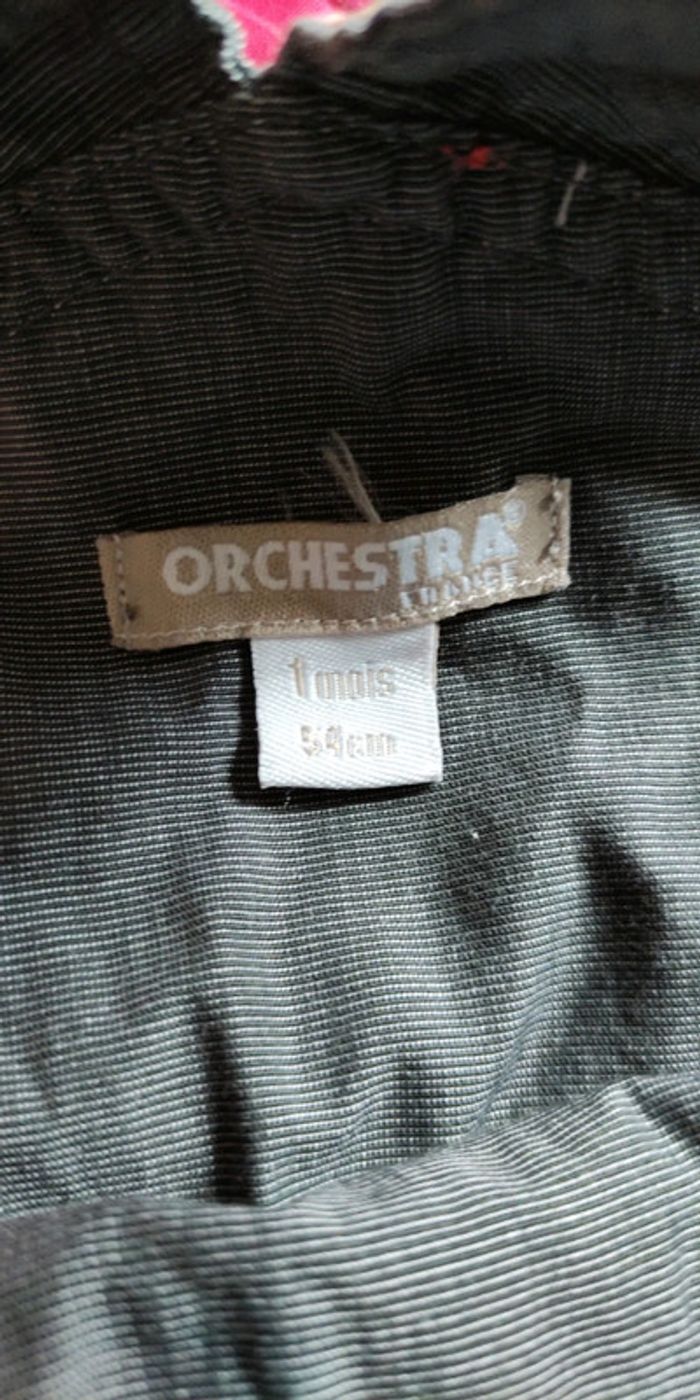 ORCHESTRA®
FRANCE
1 mois
54cm